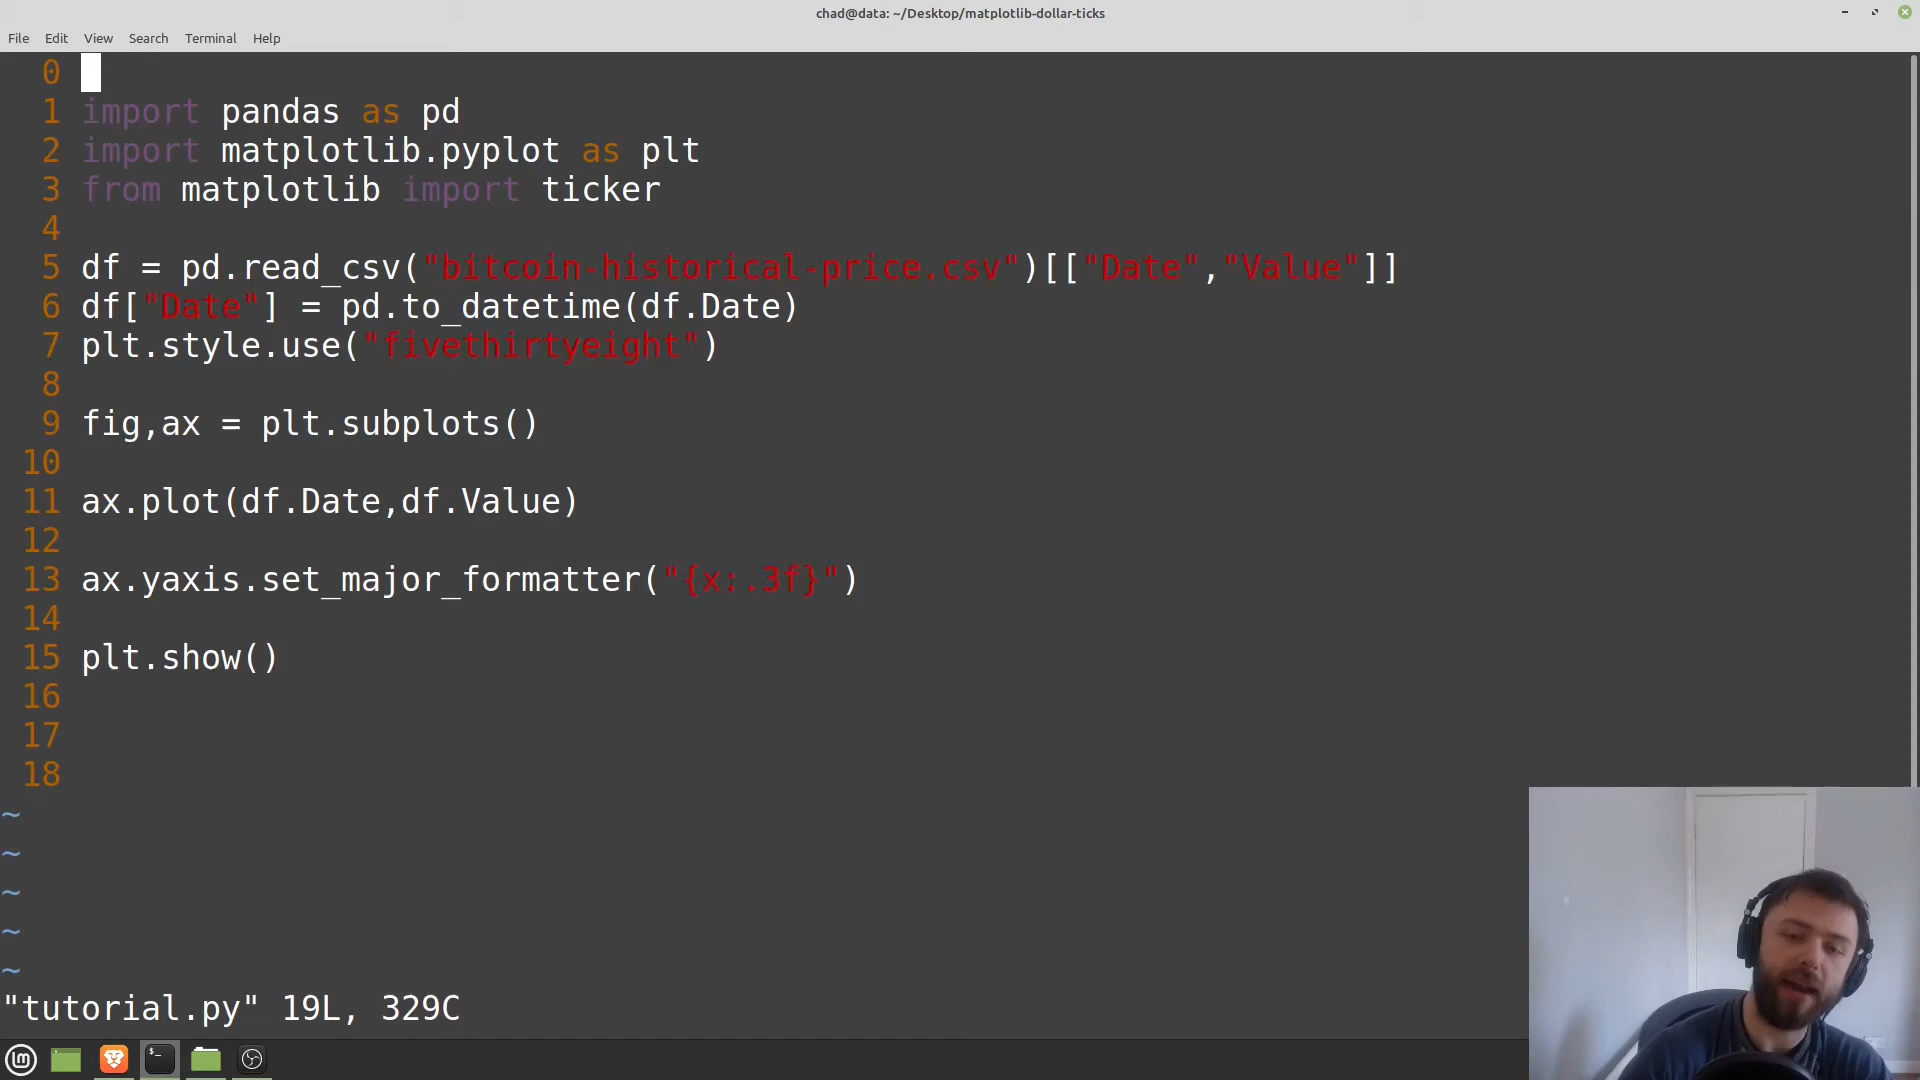 chad@data: ~/Desktop/matplotlib-dollar-ticks
File Edit View Search Terminal Help
0
1 import pandas as pd
2 import matplotlib.pyplot as plt
3 from matplotlib import ticker
4
5 df = pd.read_csv("bitcoin-historical-price.csv")[["Date","Value"]]
6 df["Date"] = pd.to_datetime(df.Date)
7 plt.style.use("fivethirtyeight")
8
9 fig,ax = plt.subplots()
10
11 ax.plot(df.Date,df.Value)
12
13 ax.yaxis.set_major_formatter("{x:.3f}")
14
15 plt.show()
16
17
18
~
~
~
~
~
"tutorial.py" 19L, 329C